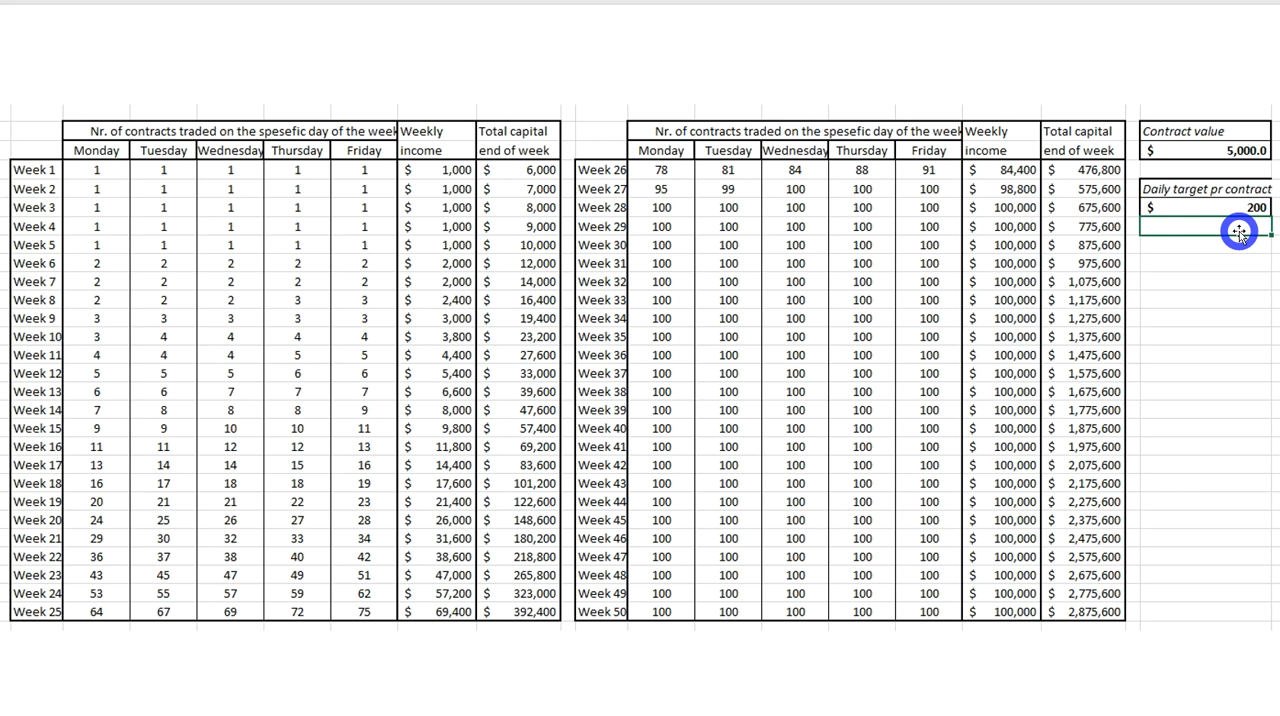 Nr. of contracts traded on the spesefic day of the week Weekly Total capital Nr. of contracts traded on the spesefic day of the week Weekly Total capital Contract value
Monday Tuesday Wednesday Thursday Friday income end of week Monday Tuesday Wednesday Thursday Friday income end of week $ 5,000.0
Week 1 1 1 1 1 1 $ 1,000 $ 6,000 Week 26 78 81 84 88 91 $ 84,400 $ 476,800
Week 2 1 1 1 1 1 $ 1,000 $ 7,000 Week 27 95 99 100 100 100 $ 98,800 $ 575,600 Daily target pr contract
Week 3 1 1 1 1 1 $ 1,000 $ 8,000 Week 28 100 100 100 100 100 $ 100,000 $ 675,600 $ 200
Week 4 1 1 1 1 1 $ 1,000 $ 9,000 Week 29 100 100 100 100 100 $ 100,000 $ 775,600
Week 5 1 1 1 1 1 $ 1,000 $ 10,000 Week 30 100 100 100 100 100 $ 100,000 $ 875,600
Week 6 2 2 2 2 2 $ 2,000 $ 12,000 Week 31 100 100 100 100 100 $ 100,000 $ 975,600
Week 7 2 2 2 2 2 $ 2,000 $ 14,000 Week 32 100 100 100 100 100 $ 100,000 $ 1,075,600
Week 8 2 2 2 3 3 $ 2,400 $ 16,400 Week 33 100 100 100 100 100 $ 100,000 $ 1,175,600
Week 9 3 3 3 3 3 $ 3,000 $ 19,400 Week 34 100 100 100 100 100 $ 100,000 $ 1,275,600
Week 10 3 4 4 4 4 $ 3,800 $ 23,200 Week 35 100 100 100 100 100 $ 100,000 $ 1,375,600
Week 11 4 4 4 5 5 $ 4,400 $ 27,600 Week 36 100 100 100 100 100 $ 100,000 $ 1,475,600
Week 12 5 5 5 6 6 $ 5,400 $ 33,000 Week 37 100 100 100 100 100 $ 100,000 $ 1,575,600
Week 13 6 6 7 7 7 $ 6,600 $ 39,600 Week 38 100 100 100 100 100 $ 100,000 $ 1,675,600
Week 14 7 8 8 8 9 $ 8,000 $ 47,600 Week 39 100 100 100 100 100 $ 100,000 $ 1,775,600
Week 15 9 9 10 10 11 $ 9,800 $ 57,400 Week 40 100 100 100 100 100 $ 100,000 $ 1,875,600
Week 16 11 11 12 12 13 $ 11,800 $ 69,200 Week 41 100 100 100 100 100 $ 100,000 $ 1,975,600
Week 17 13 14 14 15 16 $ 14,400 $ 83,600 Week 42 100 100 100 100 100 $ 100,000 $ 2,075,600
Week 18 16 17 18 18 19 $ 17,600 $ 101,200 Week 43 100 100 100 100 100 $ 100,000 $ 2,175,600
Week 19 20 21 21 22 23 $ 21,400 $ 122,600 Week 44 100 100 100 100 100 $ 100,000 $ 2,275,600
Week 20 24 25 26 27 28 $ 26,000 $ 148,600 Week 45 100 100 100 100 100 $ 100,000 $ 2,375,600
Week 21 29 30 32 33 34 $ 31,600 $ 180,200 Week 46 100 100 100 100 100 $ 100,000 $ 2,475,600
Week 22 36 37 38 40 42 $ 38,600 $ 218,800 Week 47 100 100 100 100 100 $ 100,000 $ 2,575,600
Week 23 43 45 47 49 51 $ 47,000 $ 265,800 Week 48 100 100 100 100 100 $ 100,000 $ 2,675,600
Week 24 53 55 57 59 62 $ 57,200 $ 323,000 Week 49 100 100 100 100 100 $ 100,000 $ 2,775,600
Week 25 64 67 69 72 75 $ 69,400 $ 392,400 Week 50 100 100 100 100 100 $ 100,000 $ 2,875,600